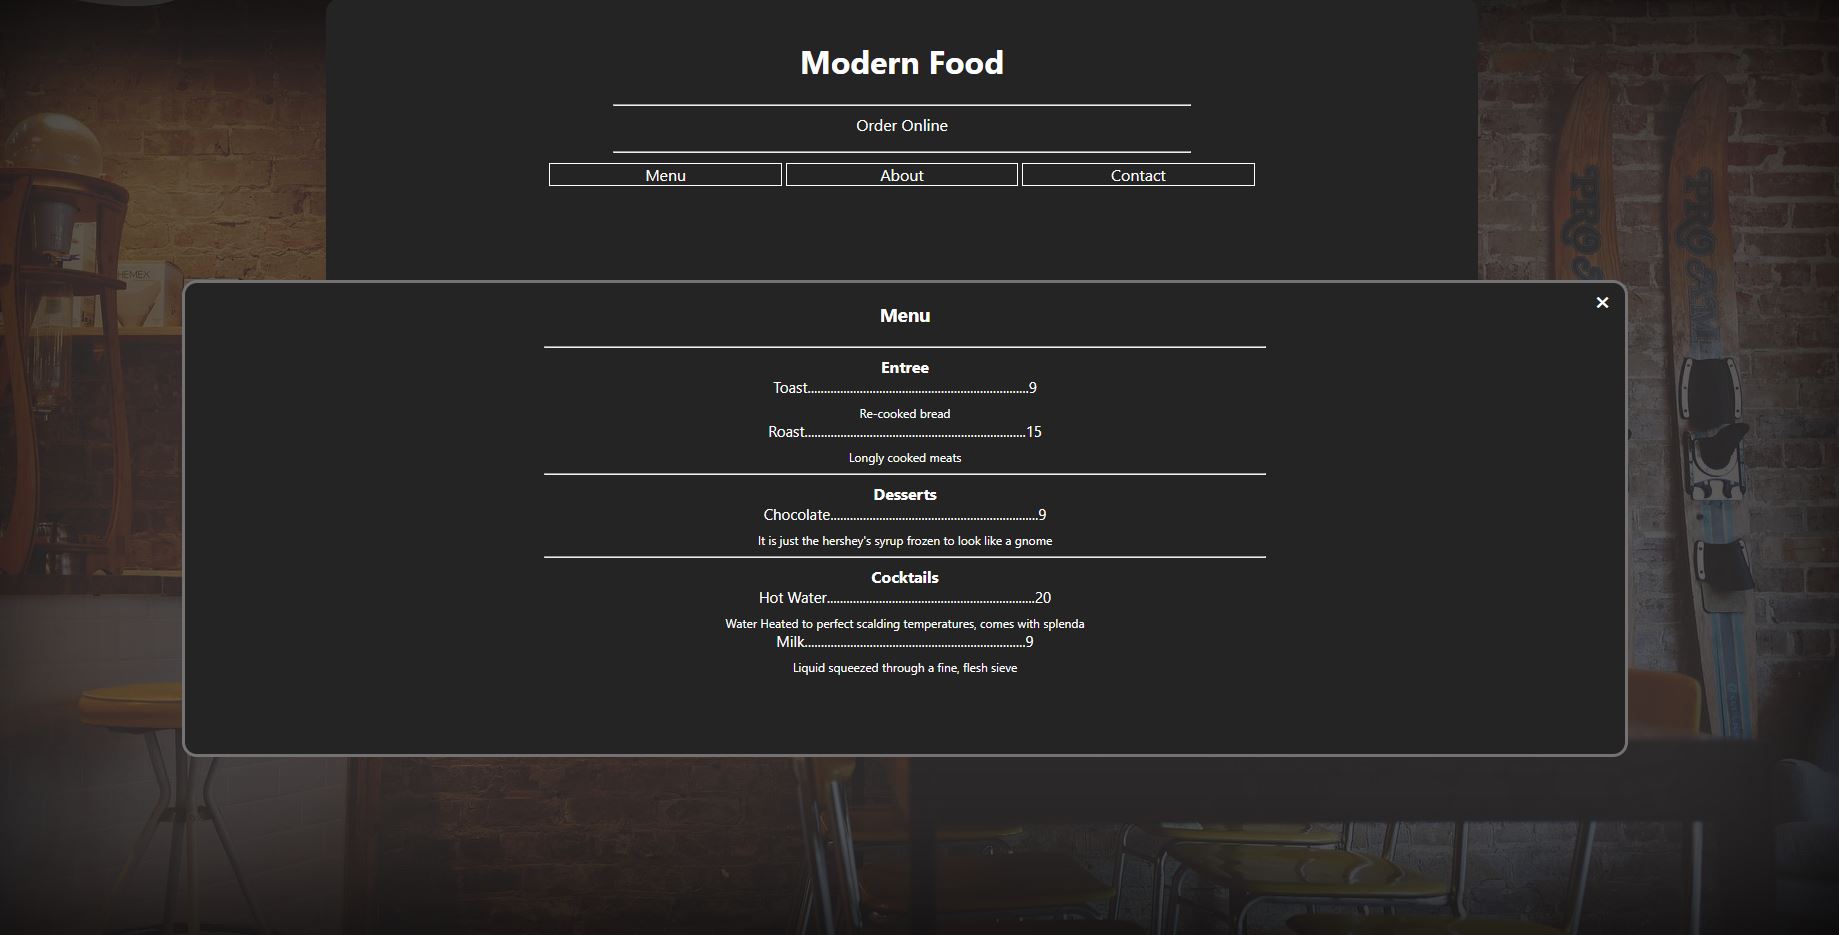 Modern Food
Order Online
Menu
About
Contact
HEMEX
PRO
PRO
Menu
Entree
Toast....................................................................9
Re-cooked bread
Roast....................................................................15
Longly cooked meats
Desserts
Chocolate................................................................9
It is just the hershey's syrup frozen to look like a gnome
Cocktails
Hot Water................................................................20
Water Heated to perfect scalding temperatures, comes with splenda
Milk....................................................................9
Liquid squeezed through a fine, flesh sieve